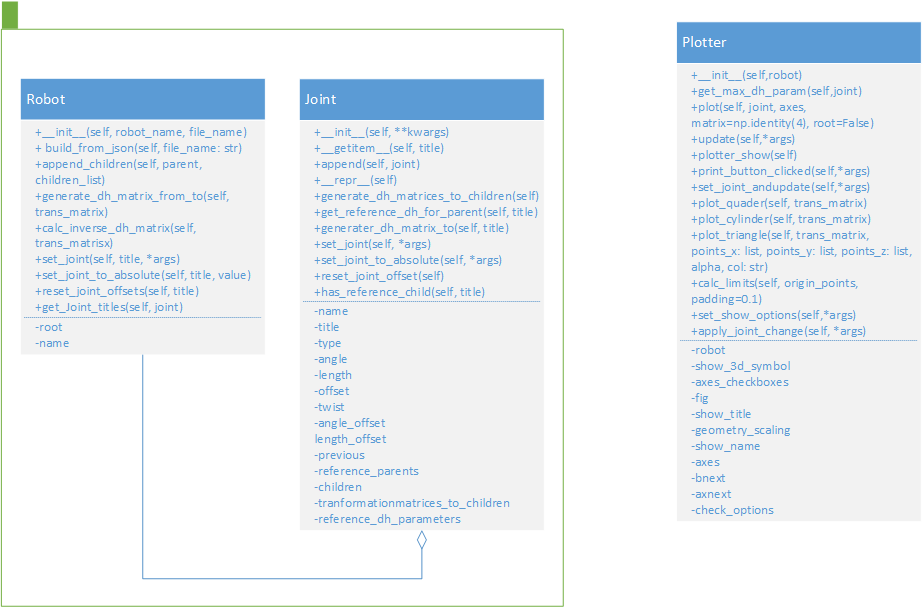 Robot
+__init__(self, robot_name, file_name)
+ build_from_json(self, file_name: str)
+append_children(self, parent,
children_list)
+generate_dh_matrix_from_to(self,
trans_matrix)
+calc_inverse_dh_matrix(self,
trans_matrisx)
+set_joint(self, title, *args)
+set_joint_to_absolute(self, title, value)
+reset_joint_offsets(self, title)
+get_Joint_titles(self, joint)
-root
-name
Joint
+__init__(self, **kwargs)
+__getitem__(self, title)
+append(self, joint)
+__repr__(self)
+generate_dh_matrices_to_children(self)
+get_reference_dh_for_parent(self, title)
+generater_dh_matrix_to(self, title)
+set_joint(self, *args)
+set_joint_to_absolute(self, *args)
+reset_joint_offset(self)
+has_reference_child(self, title)
-name
-title
-type
-angle
-length
-offset
-twist
-angle_offset
length_offset
-previous
-reference_parents
-children
-tranformationmatrices_to_children
-reference_dh_parameters
Plotter
+__init__(self,robot)
+get_max_dh_param(self,joint)
+plot(self, joint, axes,
matrix=np.identity(4), root=False)
+update(self,*args)
+plotter_show(self)
+print_button_clicked(self,*args)
+set_joint_andupdate(self,*args)
+plot_quader(self, trans_matrix)
+plot_cylinder(self, trans_matrix)
+plot_triangle(self, trans_matrix,
points_x: list, points_y: list, points_z: list,
alpha, col: str)
+calc_limits(self, origin_points,
padding=0.1)
+set_show_options(self,*args)
+apply_joint_change(self, *args)
-robot
-show_3d_symbol
-axes_checkboxes
-fig
-show_title
-geometry_scaling
-show_name
-axes
-bnext
-axnext
-check_options